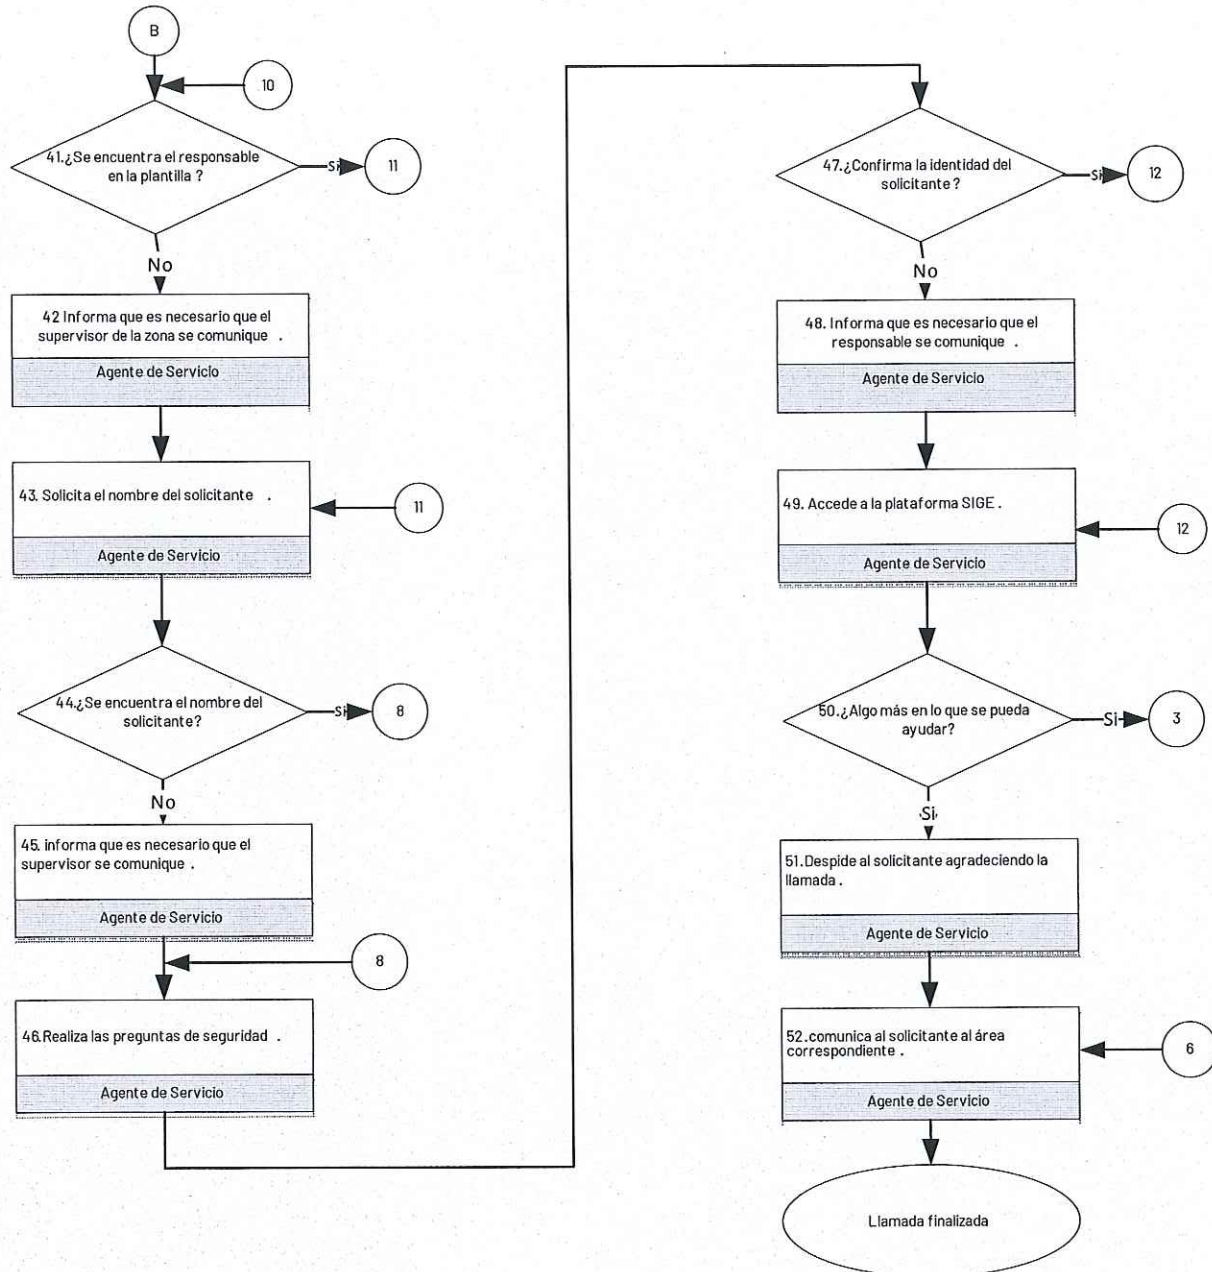 B
10
41.¿Se encuentra el responsable
en la plantilla ?
Si
11
No
42 Informa que es necesario que el
supervisor de la zona se comunique .
Agente de Servicio
43. Solicita el nombre del solicitante .
11
Agente de Servicio
44.¿Se encuentra el nombre del
solicitante?
Si
8
No
45. informa que es necesario que el
supervisor se comunique .
Agente de Servicio
8
46.Realiza las preguntas de seguridad .
Agente de Servicio
47.¿Confirma la identidad del
solicitante ?
Si
12
No
48. Informa que es necesario que el
responsable se comunique .
Agente de Servicio
49. Accede a la plataforma SIGE .
12
Agente de Servicio
50.¿Algo más en lo que se pueda
ayudar?
Si
3
Si
51.Despide al solicitante agradeciendo la
llamada .
Agente de Servicio
52.comunica al solicitante al área
correspondiente .
6
Agente de Servicio
Llamada finalizada